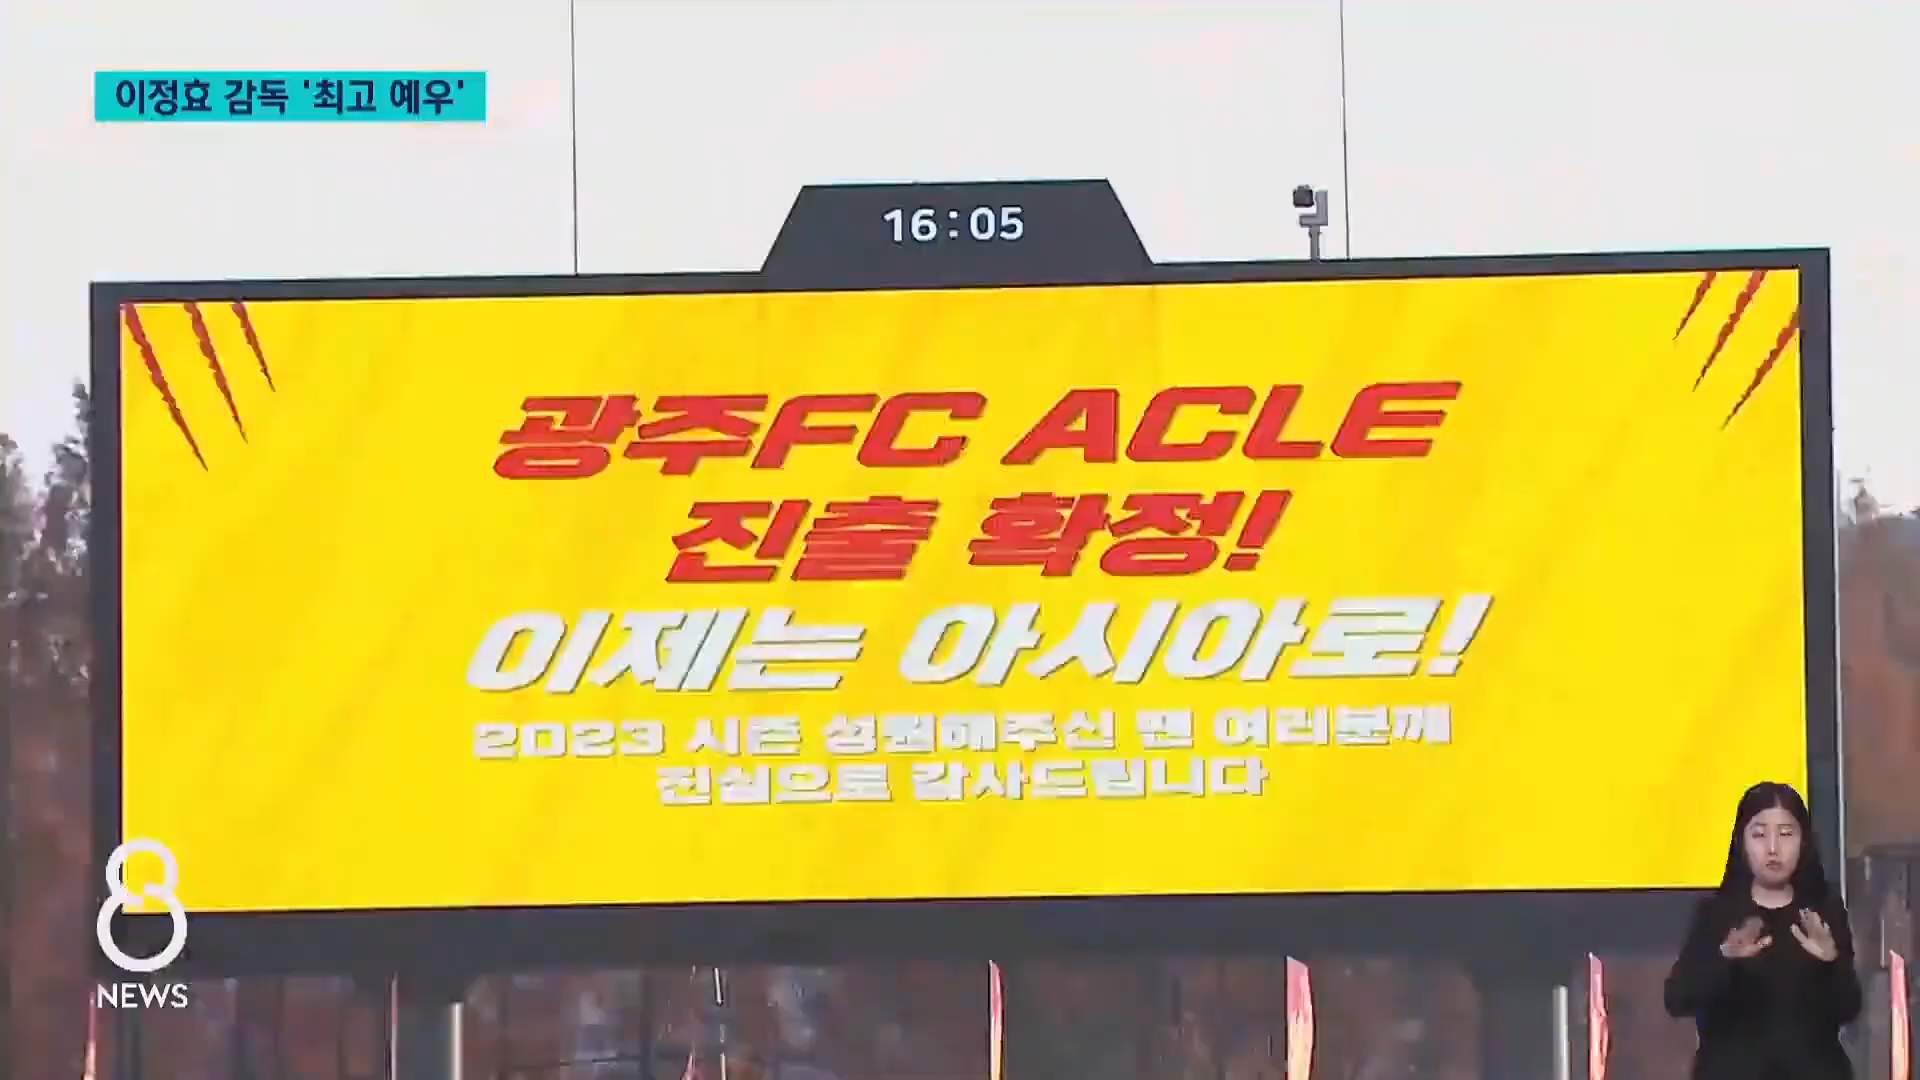 이정효 감독 '최고 예우'
16:05
광주FC ACLE
진출 확정!
이제는 아시아로!
2023 시즌 성원해주신 팬 여러분께
진심으로 감사드립니다
8
NEWS